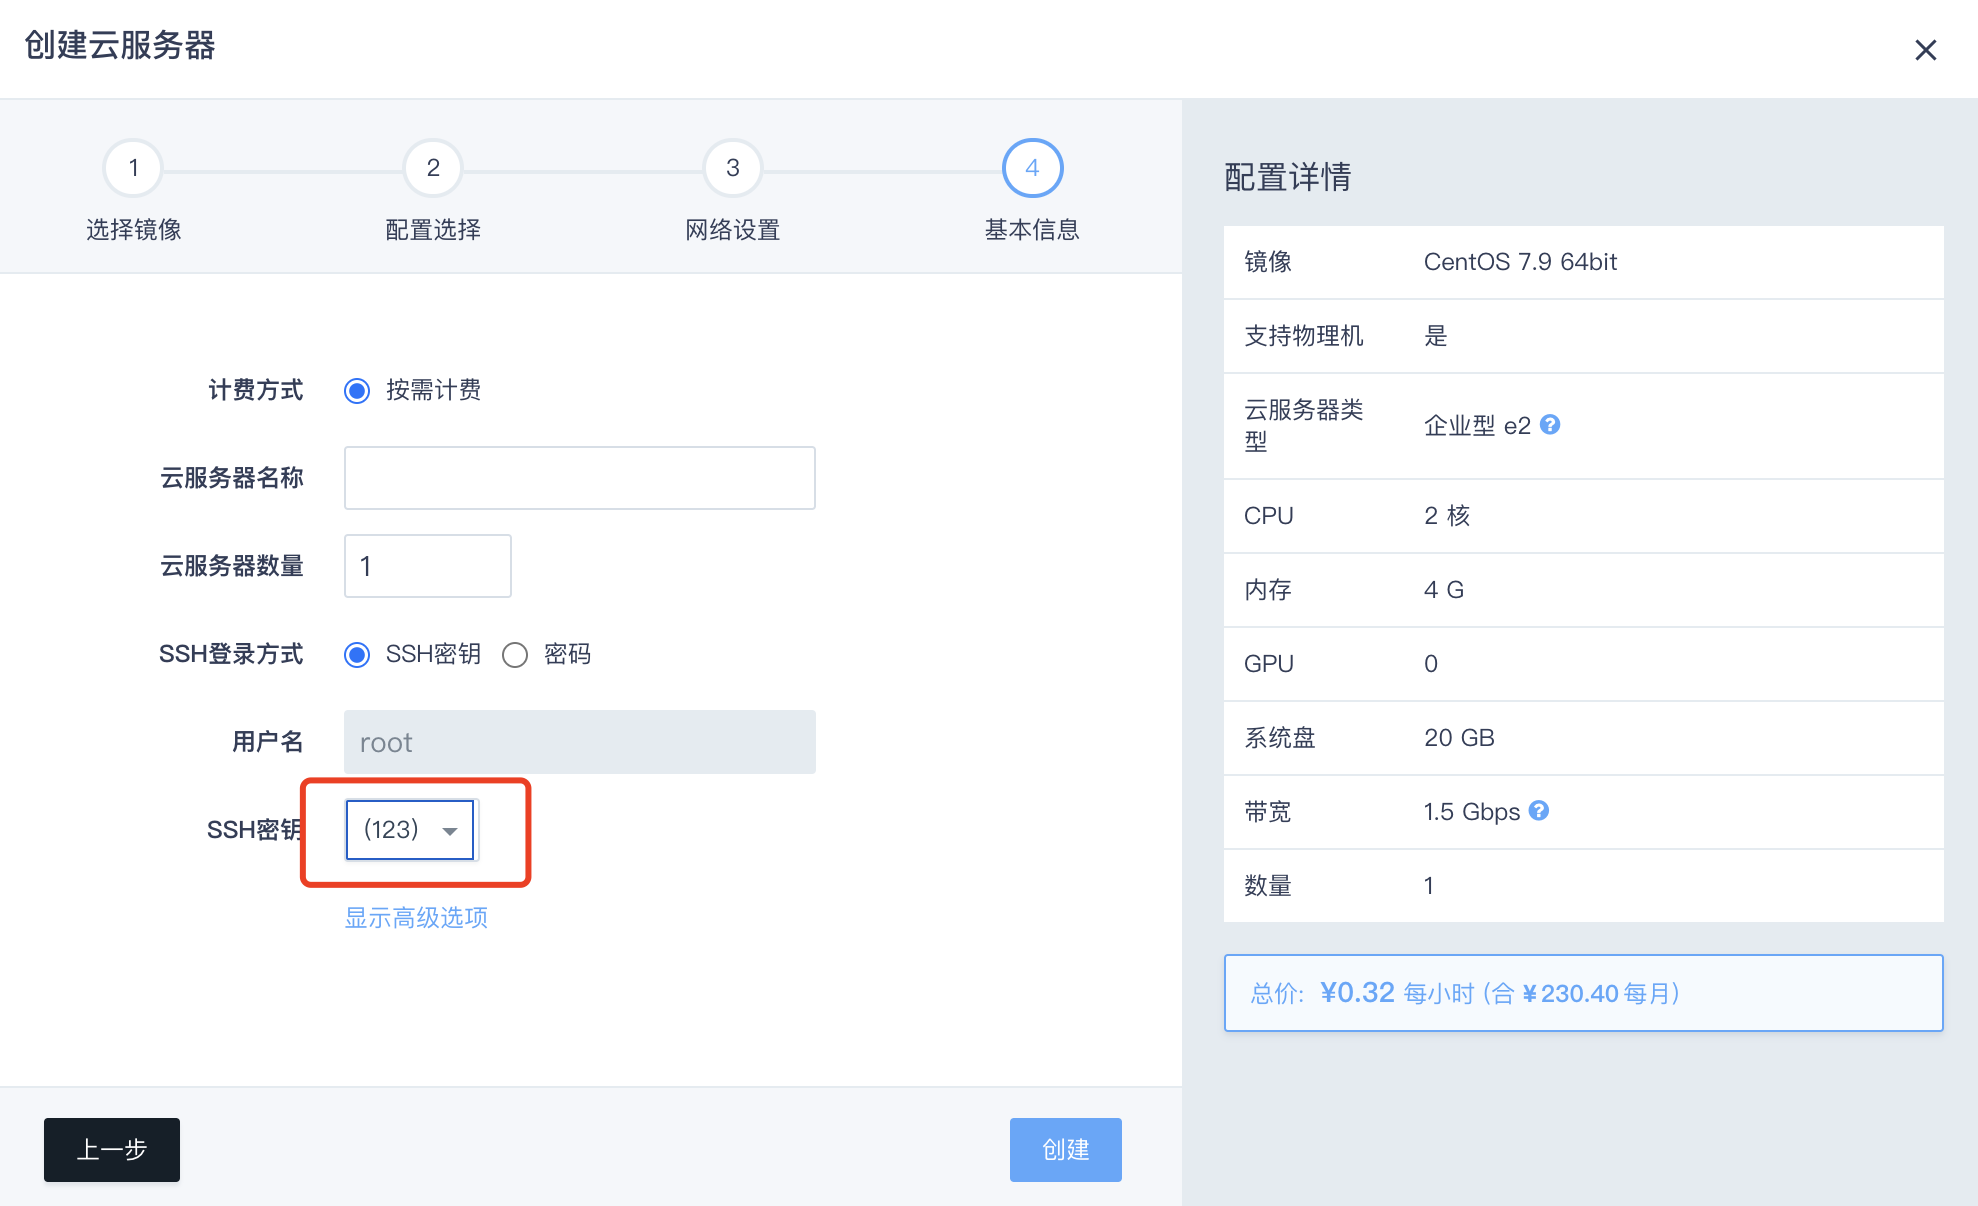 创建云服务器
1
2
3
4
选择镜像
配置选择
网络设置
基本信息
计费方式 按需计费
云服务器名称
云服务器数量 1
SSH登录方式 SSH密钥 密码
用户名 root
SSH密钥 (123)
显示高级选项
上一步 创建
配置详情
镜像 CentOS 7.9 64bit
支持物理机 是
云服务器类
型
企业型 e2
CPU 2 核
内存 4 G
GPU 0
系统盘 20 GB
带宽 1.5 Gbps
数量 1
总价: ¥0.32 每小时 (合 ¥230.40 每月)